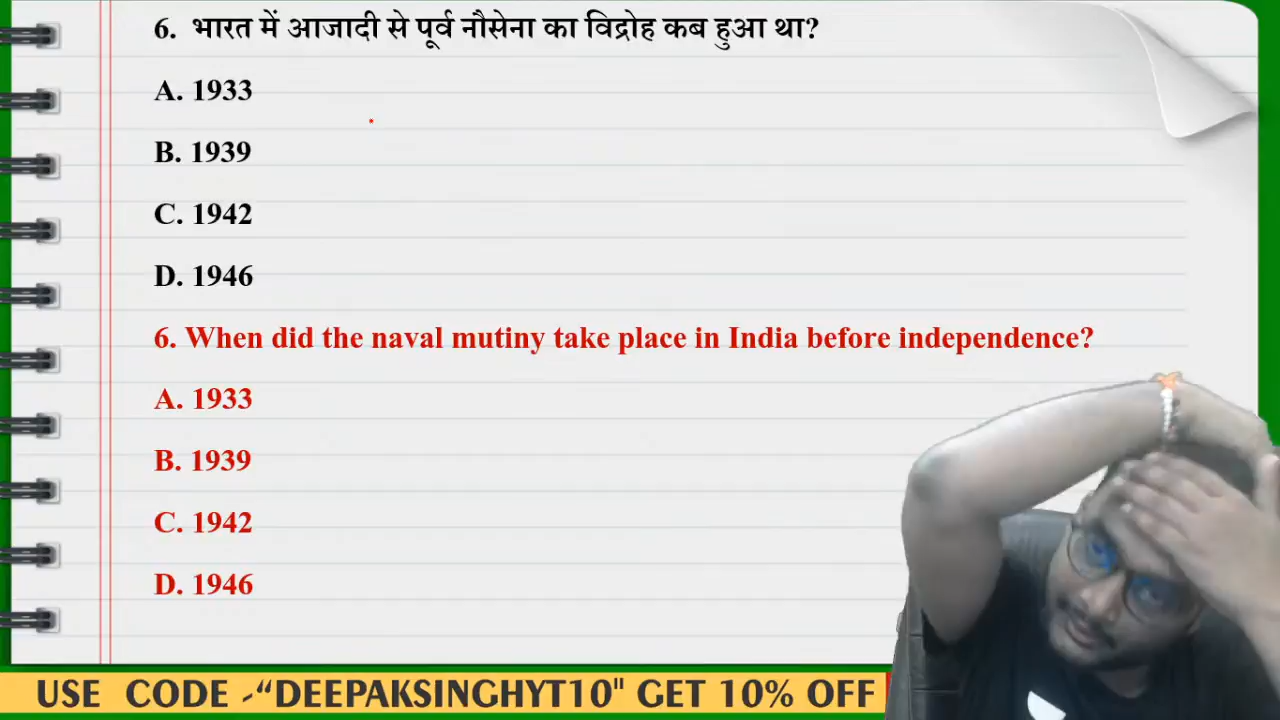 6. भारत में आजादी से पूर्व नौसेना का विद्रोह कब हुआ था?
A. 1933
B. 1939
C. 1942
D. 1946
6. When did the naval mutiny take place in India before independence?
A. 1933
B. 1939
C. 1942
D. 1946
USE CODE -“DEEPAKSINGHYT10" GET 10% OFF